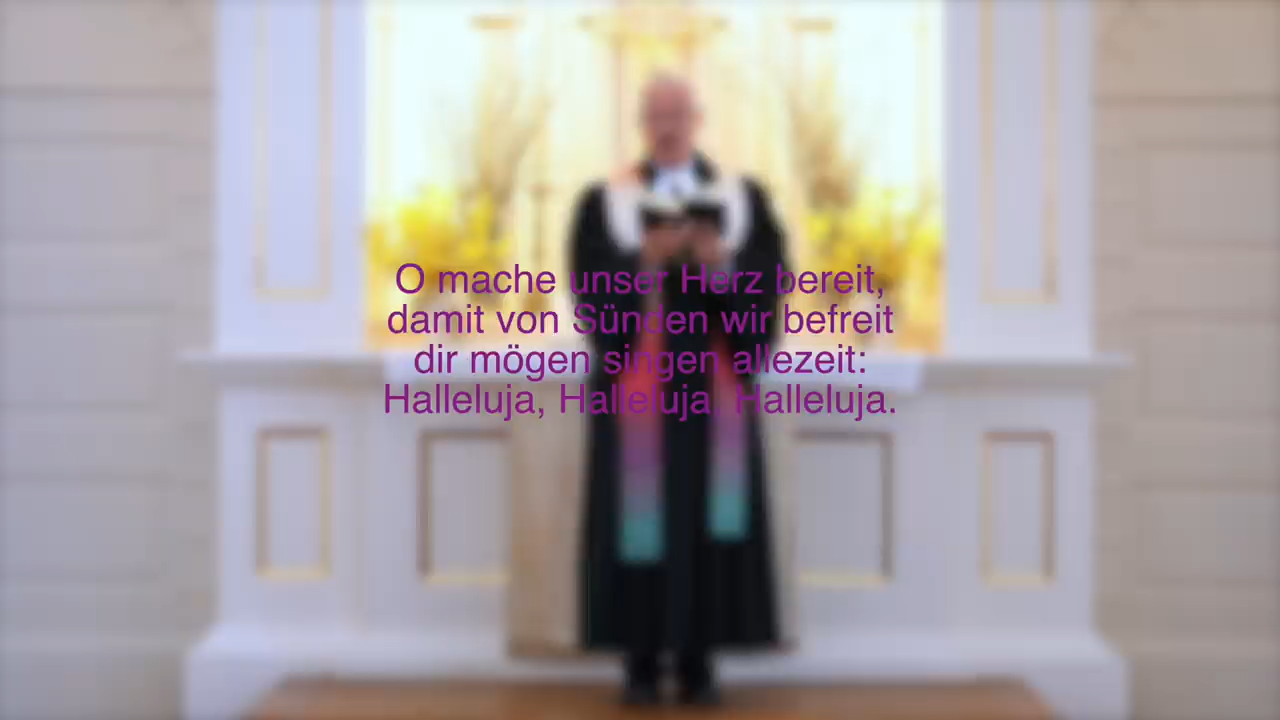 O mache unser Herz bereit,
damit von Sünden wir befreit
dir mögen singen allezeit:
Halleluja, Halleluja, Halleluja.